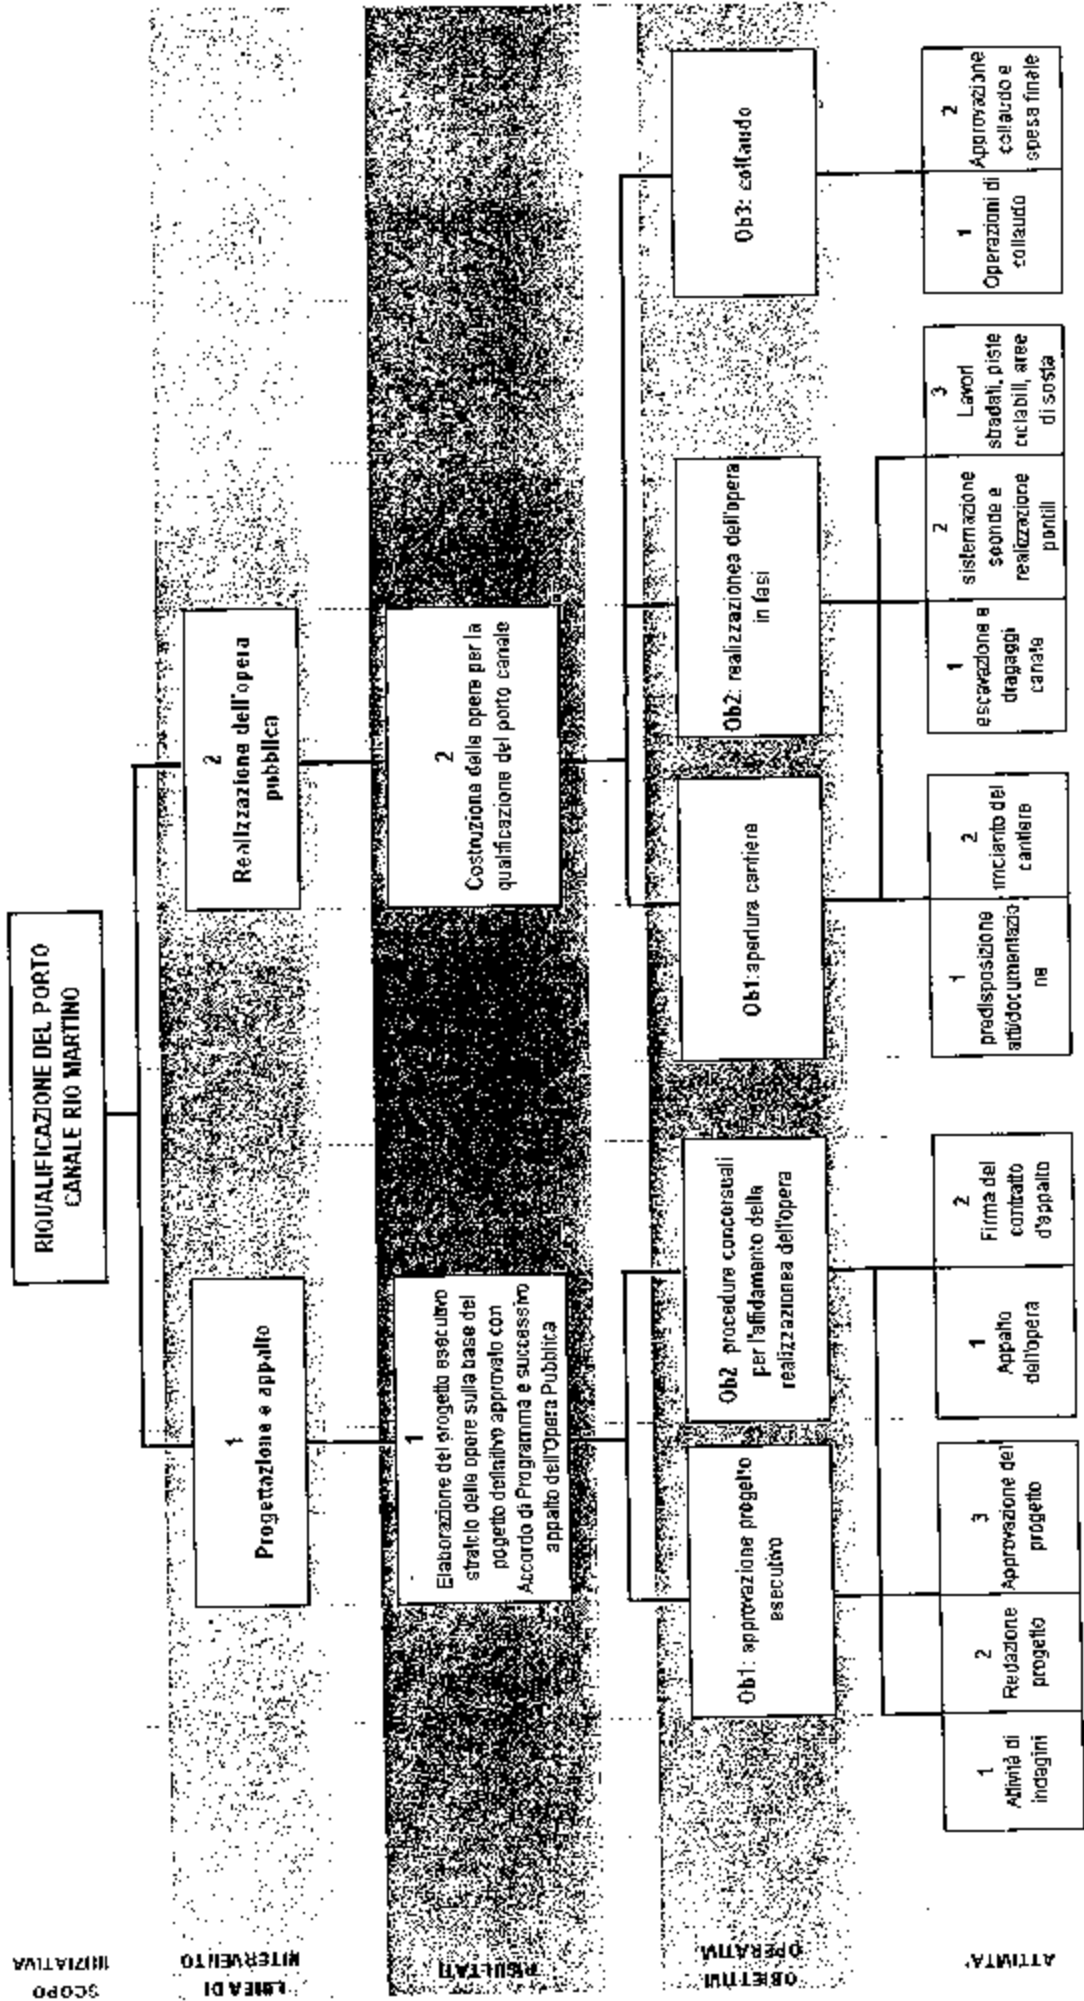 SCOPO
INIZIATIVA
RIQUALIFICAZIONE DEL PORTO
CANALE RIO MARTINO
LINEA DI
INTERVENTO
1
Progettazione e appalto
2
Realizzazione dell'opera
pubblica
RISULTATI
1
Elaborazione del progetto esecutivo
stralcio delle opere sulla base del
pogetto definitivo approvato con
Accordo di Programma e successivo
appalto dell'Opera Pubblica
2
Costruzione delle opere per la
qualificazione del porto canale
OBIETTIVI
OPERATIVI
Ob1: approvazione progetto
esecutivo
Ob2 procedure concorsuali
per l'affidamento della
realizzazionea dell'opera
Ob1:apertura cantiere
Ob2: realizzazionea dell'opera
in fasi
Ob3: collaudo
ATTIVITA'
1
Attività di
indagini
2
Redazione
progetto
3
Approvazione del
progetto
1
Appalto
dell'opera
2
Firma del
contratto
d'appalto
1
predisposizione
atti/documentazio
ne
2
imcianto del
cantiere
1
escavazione e
dragaggi
canale
2
sistemazione
sponde e
realizzazione
pontili
3
Lavori
stradali, piste
ciclabili, aree
di sosta
1
Operazioni di
collaudo
2
Approvazione
collaudo e
spesa finale